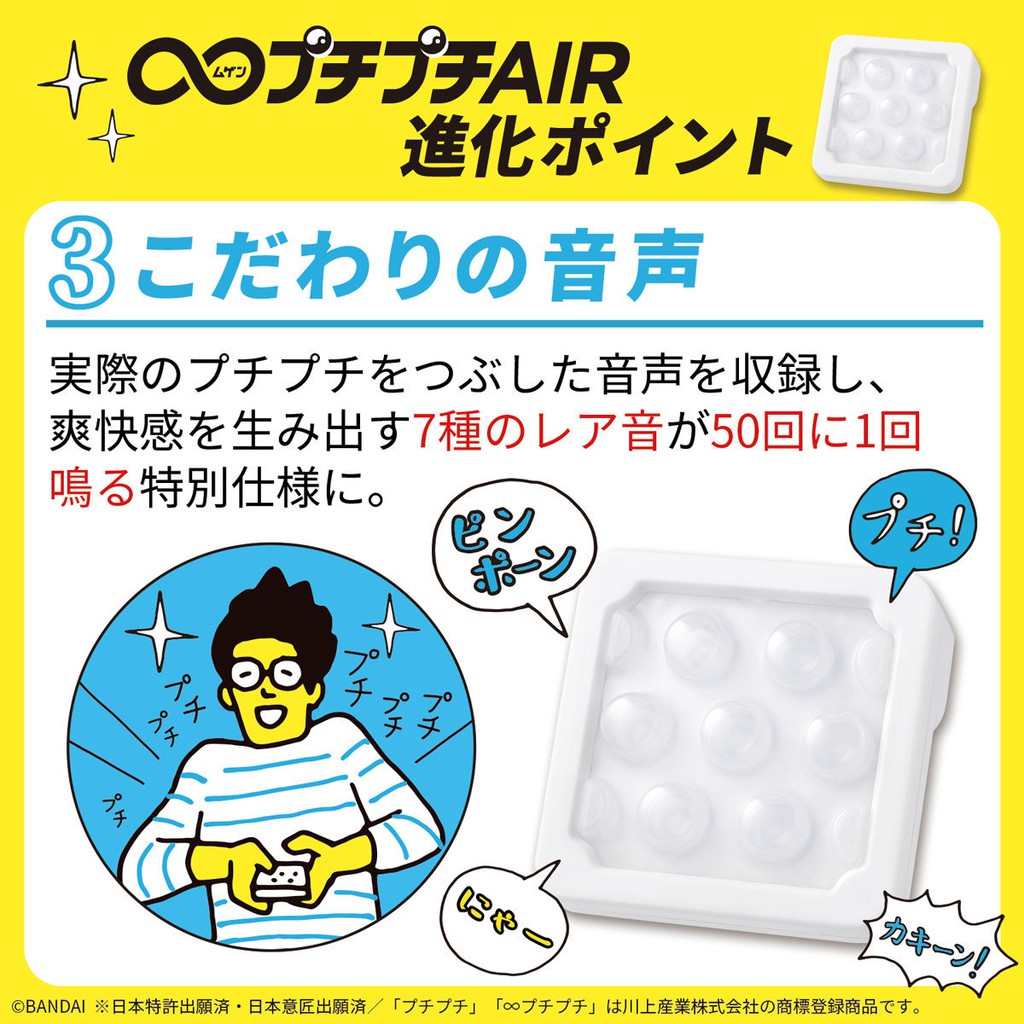 ∞プチプチAIR
ムゲン
進化ポイント
3こだわりの音声
実際のプチプチをつぶした音声を収録し、
爽快感を生み出す7種のレア音が50回に1回
鳴る特別仕様に。
ピン
ポーン
プチ!
プチ
プチ
プチ
プチ
プチ
プチ
にゃー
カキーン!
©BANDAI ※日本特許出願済・日本意匠出願済/「プチプチ」「∞プチプチ」は川上産業株式会社の商標登録商品です。